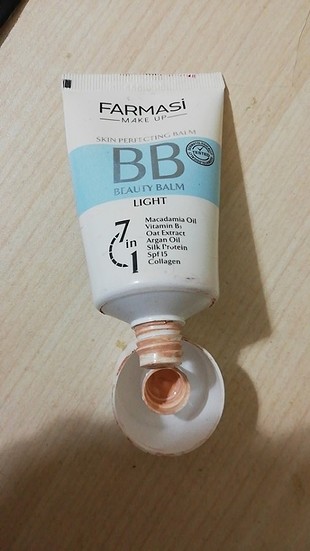 FARMASi
MAKE UP
SKIN PERFECTING BALM
BB
BEAUTY BALM
LIGHT
7 in 1
Macadamia Oil
Vitamin B₃
Oat Extract
Argan Oil
Silk Protein
Spf 15
Collagen